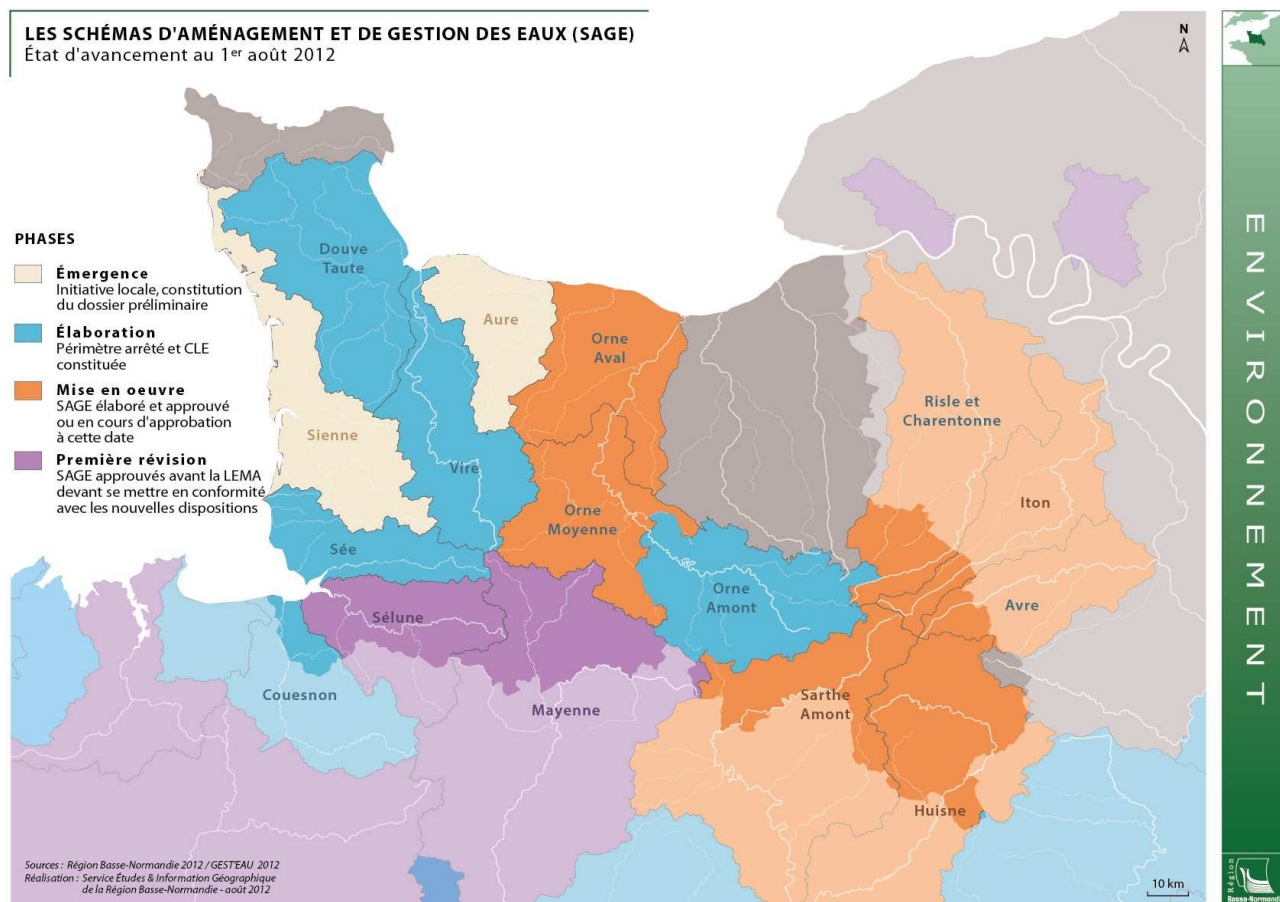 LES SCHÉMAS D'AMÉNAGEMENT ET DE GESTION DES EAUX (SAGE)
État d'avancement au 1er août 2012
N
PHASES
Émergence
Initiative locale, constitution
du dossier préliminaire
Élaboration
Périmètre arrêté et CLE
constituée
Mise en oeuvre
SAGE élaboré et approuvé
ou en cours d'approbation
à cette date
Première révision
SAGE approuvés avant la LEMA
devant se mettre en conformité
avec les nouvelles dispositions
Douve
Taute
Aure
Orne
Aval
Risle et
Charentonne
Sienne
Vire
Iton
Orne
Moyenne
Sée
Orne
Amont
Avre
Sélune
Couesnon
Mayenne
Sarthe
Amont
Huisne
Sources : Région Basse-Normandie 2012 / GEST'EAU 2012
Réalisation : Service Études & Information Géographique
de la Région Basse-Normandie - août 2012
10 km
ENVIRONNEMENT
Région
Basse-Normandie